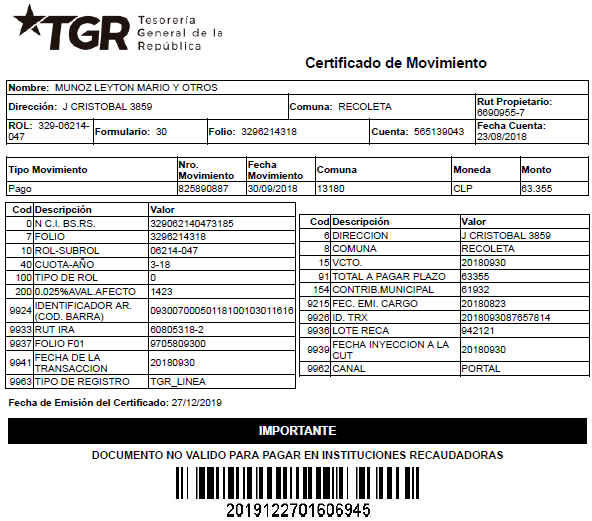 TGR Tesorería
General de la
República
Certificado de Movimiento
Nombre: MUNOZ LEYTON MARIO Y OTROS
Dirección: J CRISTOBAL 3859 Comuna: RECOLETA Rut Propietario:
6690955-7
ROL: 329-06214-
047 Formulario: 30 Folio: 3296214318 Cuenta: 565139043 Fecha Cuenta:
23/08/2018
Tipo Movimiento Nro.
Movimiento Fecha
Movimiento Comuna Moneda Monto
Pago 825890887 30/09/2018 13180 CLP 63.355
Cod Descripción Valor
0 N C.I. BS.RS. 329062140473185
7 FOLIO 3296214318
10 ROL-SUBROL 06214-047
40 CUOTA-AÑO 3-18
100 TIPO DE ROL 0
200 0.025%AVAL.AFECTO 1423
9924 IDENTIFICADOR AR.
(COD. BARRA) 09300700050118100103011616
9933 RUT IRA 60805318-2
9937 FOLIO F01 9705809300
9941 FECHA DE LA
TRANSACCION 20180930
9963 TIPO DE REGISTRO TGR_LINEA
Cod Descripción Valor
6 DIRECCION J CRISTOBAL 3859
8 COMUNA RECOLETA
15 VCTO. 20180930
91 TOTAL A PAGAR PLAZO 63355
154 CONTRIB.MUNICIPAL 61932
9215 FEC. EMI. CARGO 20180823
9926 ID. TRX 2018093087657814
9936 LOTE RECA 942121
9939 FECHA INYECCION A LA
CUT 20180930
9962 CANAL PORTAL
Fecha de Emisión del Certificado: 27/12/2019
IMPORTANTE
DOCUMENTO NO VALIDO PARA PAGAR EN INSTITUCIONES RECAUDADORAS
2019122701606945